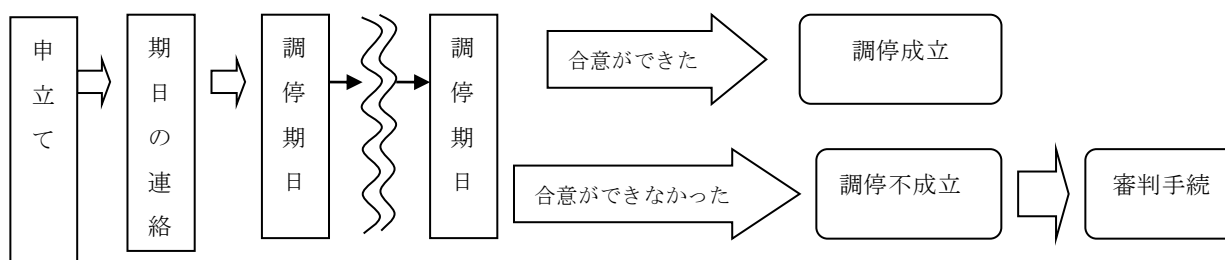 申立て
期日の連絡
調停期日
調停期日
合意ができた
調停成立
合意ができなかった
調停不成立
審判手続